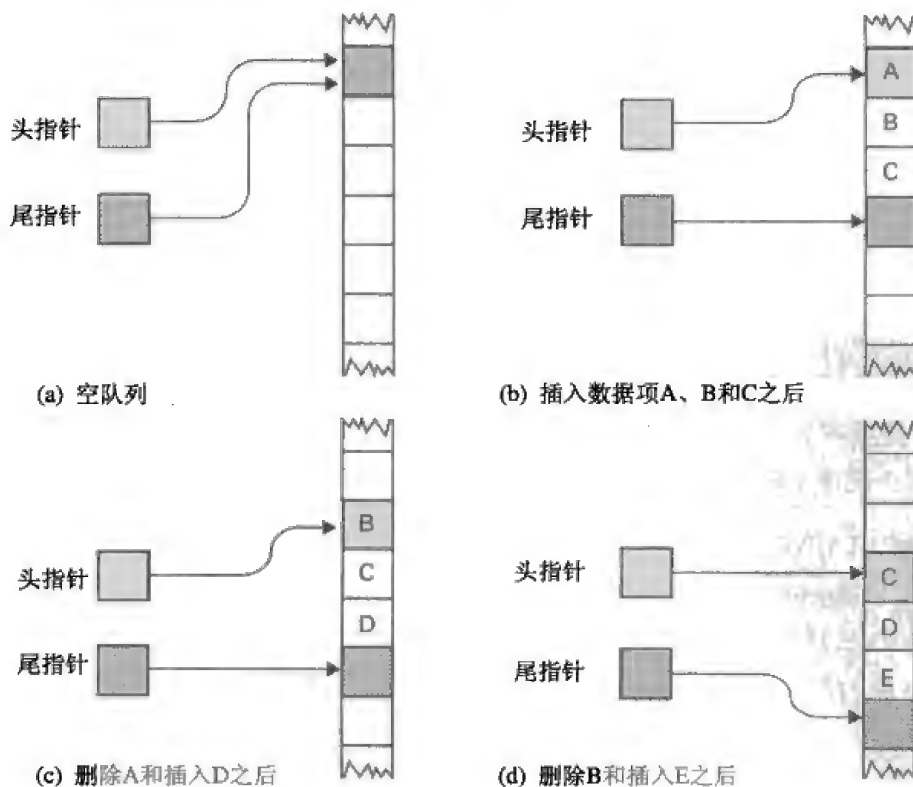 头指针
尾指针
(a) 空队列
头指针
A
B
C
尾指针
(b) 插入数据项A、B和C之后
头指针
B
C
D
尾指针
(c) 删除A和插入D之后
头指针
C
D
E
尾指针
(d) 删除B和插入E之后